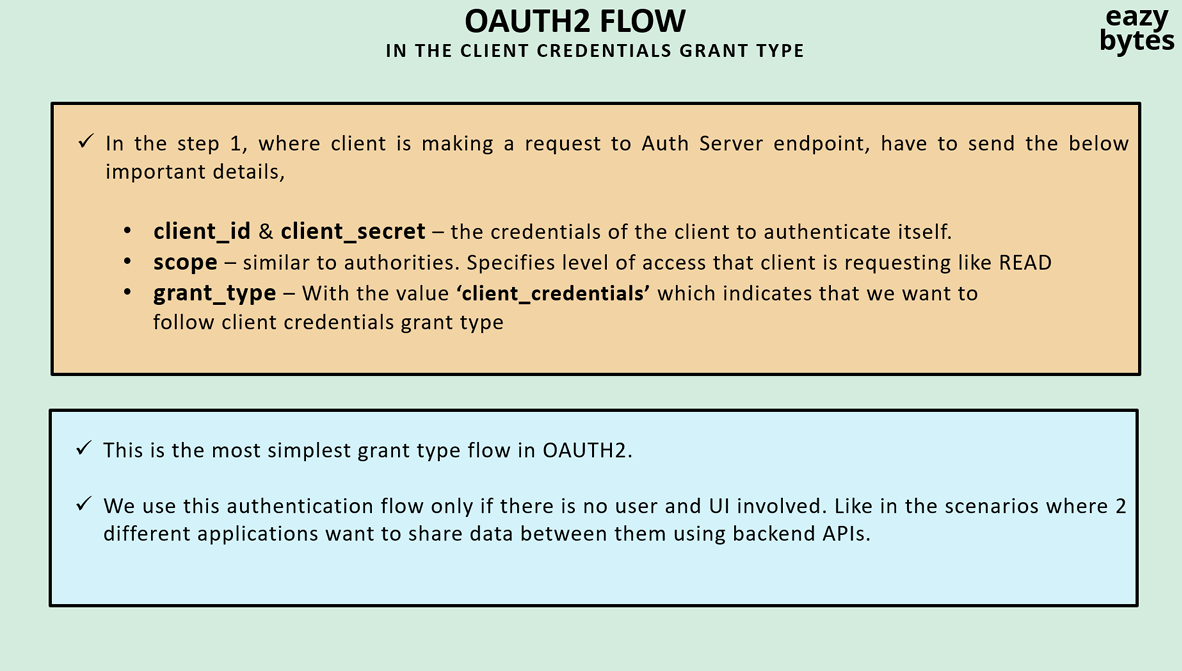 OAUTH2 FLOW
IN THE CLIENT CREDENTIALS GRANT TYPE
eazy
bytes
✓ In the step 1, where client is making a request to Auth Server endpoint, have to send the below
important details,
• client_id & client_secret – the credentials of the client to authenticate itself.
• scope – similar to authorities. Specifies level of access that client is requesting like READ
• grant_type – With the value ‘client_credentials’ which indicates that we want to
follow client credentials grant type
✓ This is the most simplest grant type flow in OAUTH2.
✓ We use this authentication flow only if there is no user and UI involved. Like in the scenarios where 2
different applications want to share data between them using backend APIs.